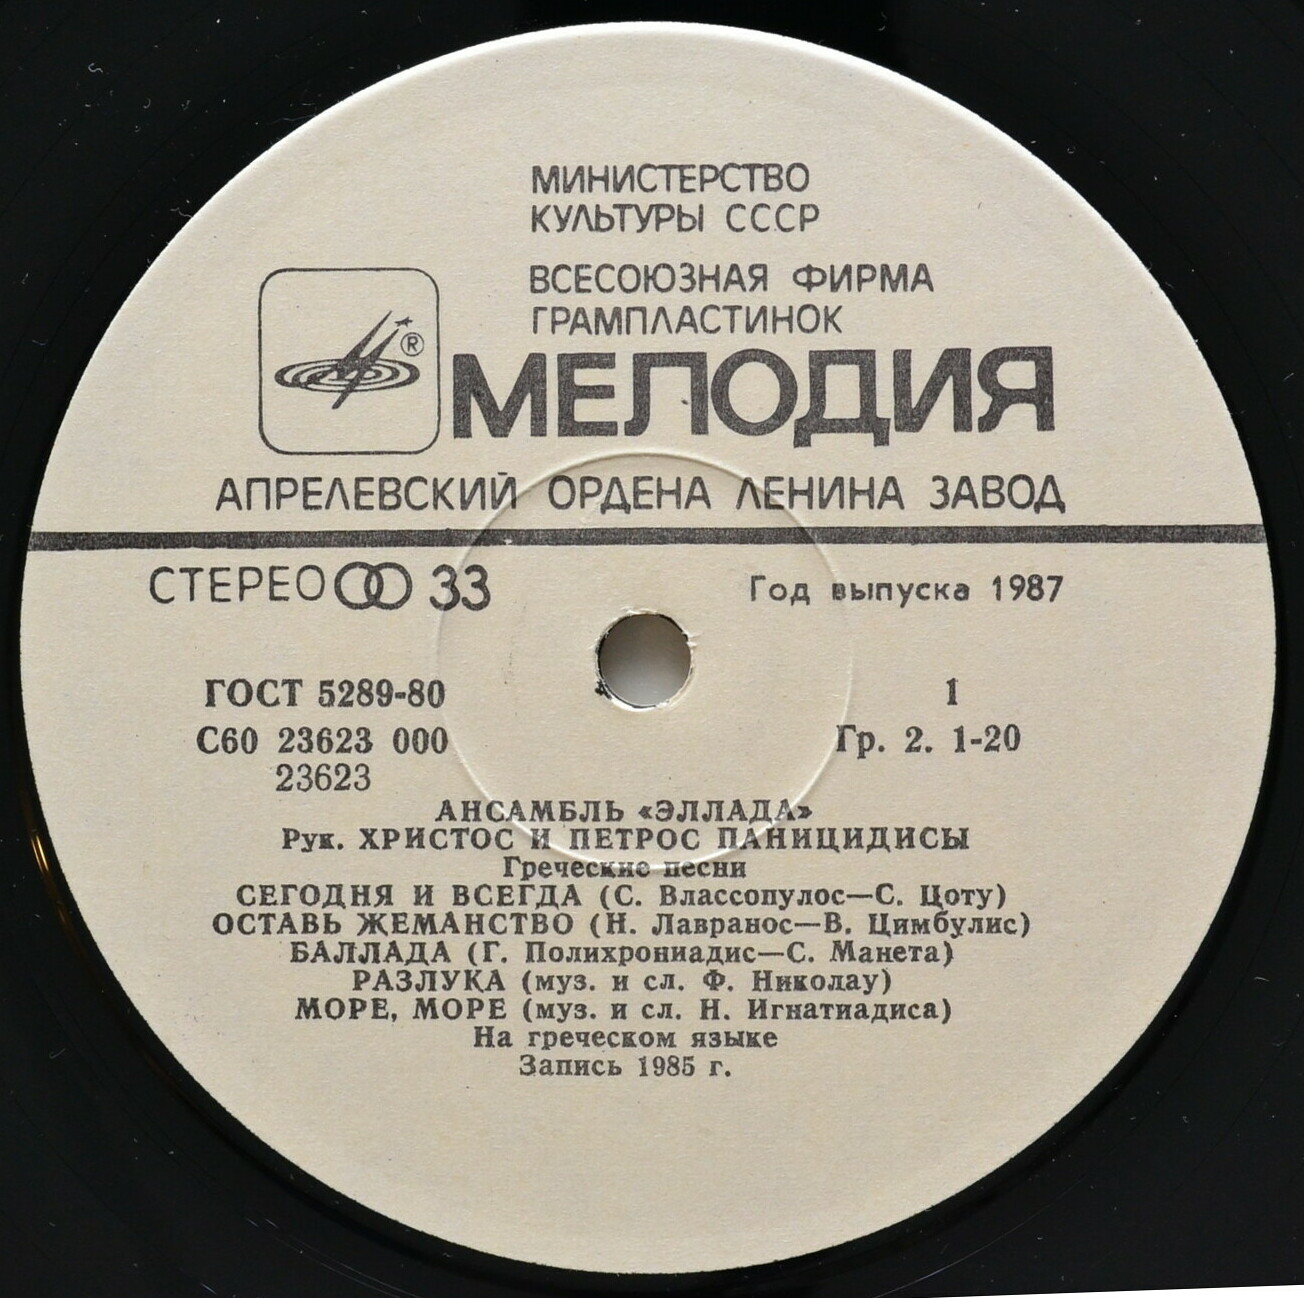 МИНИСТЕРСТВО
КУЛЬТУРЫ СССР
ВСЕСОЮЗНАЯ ФИРМА
ГРАМПЛАСТИНОК
®
МЕЛОДИЯ
АПРЕЛЕВСКИЙ ОРДЕНА ЛЕНИНА ЗАВОД
СТЕРЕО 33
Год выпуска 1987
ГОСТ 5289-80
1
С60 23623 000
Гр. 2. 1-20
23623
АНСАМБЛЬ «ЭЛЛАДА»
Рук. ХРИСТОС И ПЕТРОС ПАНИЦИДИСЫ
Греческие песни
СЕГОДНЯ И ВСЕГДА (С. Влассопулос—С. Цоту)
ОСТАВЬ ЖЕМАНСТВО (Н. Лавранос—В. Цимбулис)
БАЛЛАДА (Г. Полихрониадис—С. Манета)
РАЗЛУКА (муз. и сл. Ф. Николау)
МОРЕ, МОРЕ (муз. и сл. Н. Игнатиадиса)
На греческом языке
Запись 1985 г.